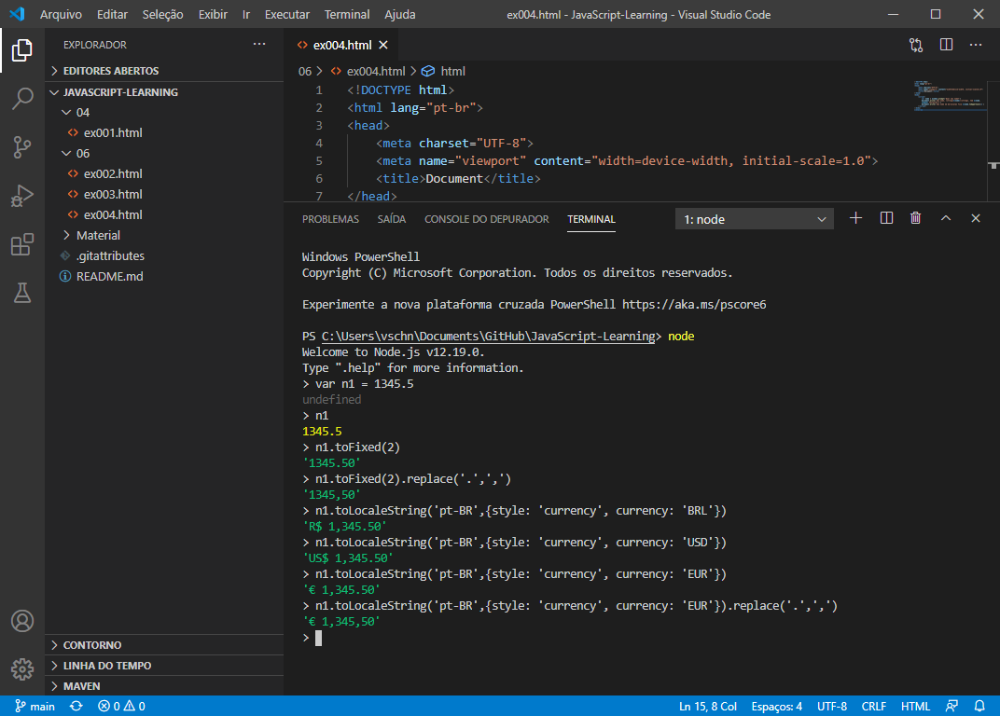 Arquivo Editar Seleção Exibir Ir Executar Terminal Ajuda ex004.html - JavaScript-Learning - Visual Studio Code
EXPLORADOR
EDITORES ABERTOS
JAVASCRIPT-LEARNING
04
ex001.html
06
ex002.html
ex003.html
ex004.html
Material
.gitattributes
README.md
CONTORNO
LINHA DO TEMPO
MAVEN
ex004.html
06 > ex004.html > html
1 <!DOCTYPE html>
2 <html lang="pt-br">
3 <head>
4 <meta charset="UTF-8">
5 <meta name="viewport" content="width=device-width, initial-scale=1.0">
6 <title>Document</title>
7 </head>
PROBLEMAS SAÍDA CONSOLE DO DEPURADOR TERMINAL 1: node
Windows PowerShell
Copyright (C) Microsoft Corporation. Todos os direitos reservados.
Experimente a nova plataforma cruzada PowerShell https://aka.ms/pscore6
PS C:\Users\vschn\Documents\GitHub\JavaScript-Learning> node
Welcome to Node.js v12.19.0.
Type ".help" for more information.
> var n1 = 1345.5
undefined
> n1
1345.5
> n1.toFixed(2)
'1345.50'
> n1.toFixed(2).replace('.',',')
'1345,50'
> n1.toLocaleString('pt-BR',{style: 'currency', currency: 'BRL'})
'R$ 1,345.50'
> n1.toLocaleString('pt-BR',{style: 'currency', currency: 'USD'})
'US$ 1,345.50'
> n1.toLocaleString('pt-BR',{style: 'currency', currency: 'EUR'})
'€ 1,345.50'
> n1.toLocaleString('pt-BR',{style: 'currency', currency: 'EUR'}).replace('.',',')
'€ 1,345,50'
>
main 0 0 Ln 15, 8 Col Espaços: 4 UTF-8 CRLF HTML